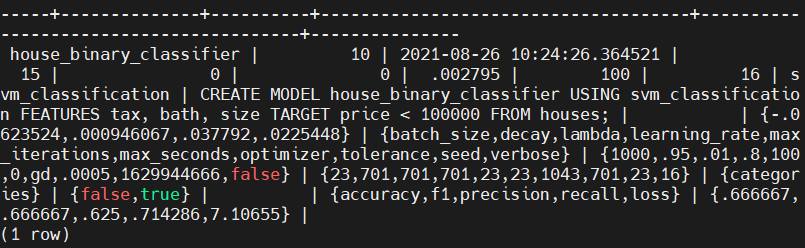 -----+--------------+----------+-------------------------------------+----------
------------------------------+---------------
 house_binary_classifier |         10 | 2021-08-26 10:24:26.364521 |
  15 |              0 |              0 | .002795 |        100 |         16 | s
vm_classification | CREATE MODEL house_binary_classifier USING svm_classificatio
n FEATURES tax, bath, size TARGET price < 100000 FROM houses; |           | {-.0
623524,.000946067,.037792,.0225448} | {batch_size,decay,lambda,learning_rate,max
_iterations,max_seconds,optimizer,tolerance,seed,verbose} | {1000,.95,.01,.8,100
,0,gd,.0005,1629944666,false} | {23,701,701,701,23,23,1043,701,23,16} | {categor
ies} | {false,true} |          | {accuracy,f1,precision,recall,loss} | {.666667,
.666667,.625,.714286,7.10655} |
(1 row)